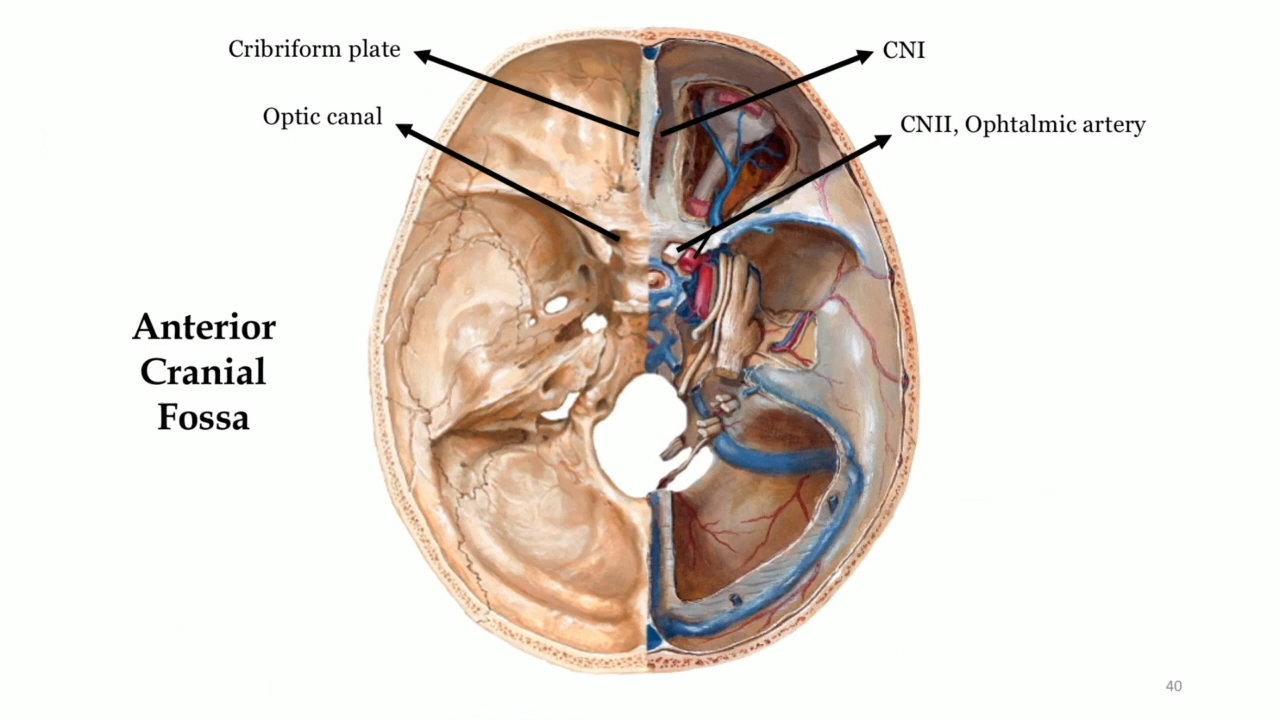 Cribriform plate
CNI
Optic canal
CNII, Ophtalmic artery
Anterior
Cranial
Fossa
40